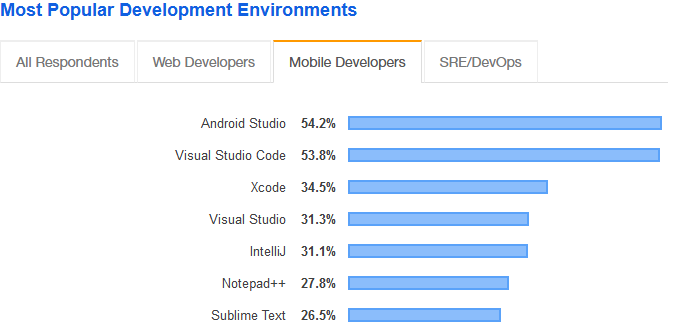 Most Popular Development Environments
All Respondents Web Developers Mobile Developers SRE/DevOps
Android Studio 54.2%
Visual Studio Code 53.8%
Xcode 34.5%
Visual Studio 31.3%
IntelliJ 31.1%
Notepad++ 27.8%
Sublime Text 26.5%